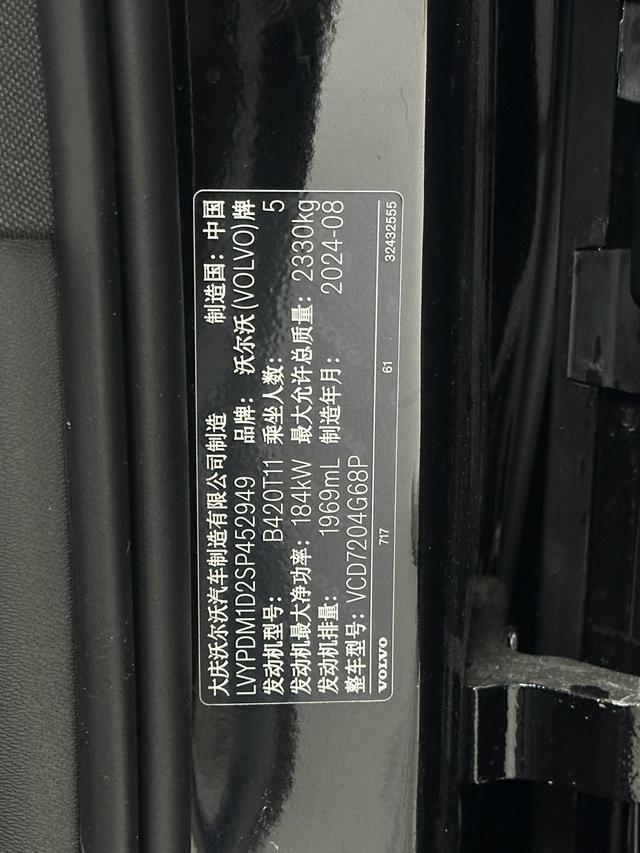 大庆沃尔沃汽车制造有限公司制造 制造国：中国
LVYPDM1D2SP452949 品牌：沃尔沃(VOLVO)牌
发动机型号：B420T11 乘坐人数：5
发动机最大净功率：184kW 最大允许总质量：2330kg
发动机排量：1969mL 制造年月：2024-08
整车型号：VCD7204G68P
VOLVO 717 61 32432555